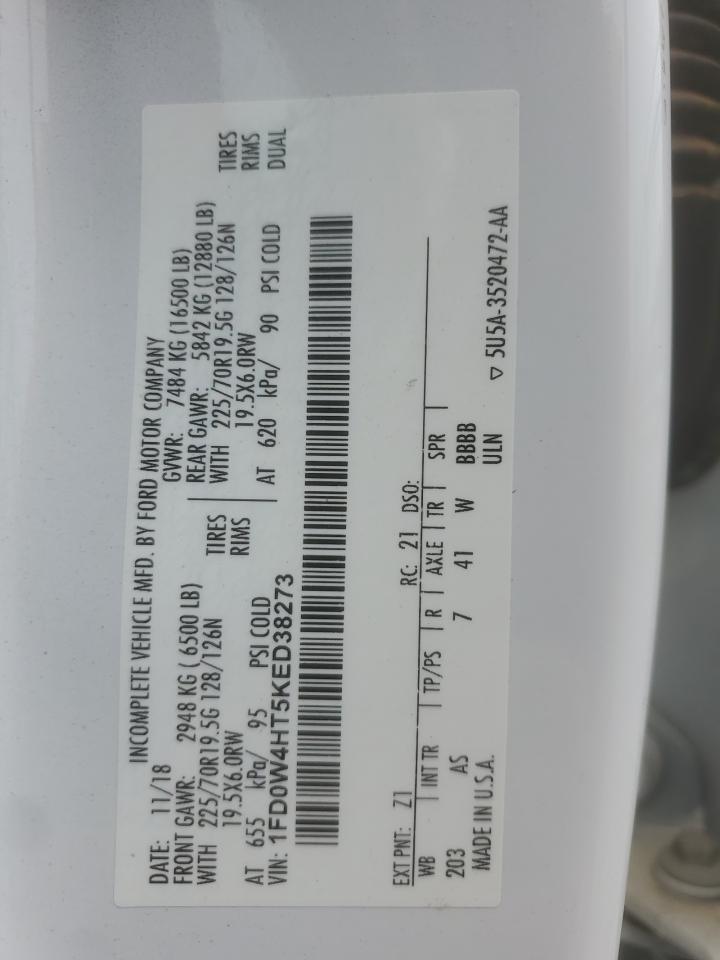 INCOMPLETE VEHICLE MFD. BY FORD MOTOR COMPANY
DATE: 11/18 GVWR: 7484 KG (16500 LB)
FRONT GAWR: 2948 KG ( 6500 LB) REAR GAWR: 5842 KG (12880 LB)
WITH 225/70R19.5G 128/126N TIRES WITH 225/70R19.5G 128/126N TIRES
19.5X6.0RW RIMS 19.5X6.0RW RIMS
AT 655 kPa/ 95 PSI COLD AT 620 kPa/ 90 PSI COLD DUAL
VIN: 1FD0W4HT5KED38273
EXT PNT: Z1 RC: 21 DSO:
WB INT TR TP/PS R AXLE TR SPR
203 AS 7 41 W BBBB
MADE IN U.S.A. ULN
▽ 5U5A-3520472-AA